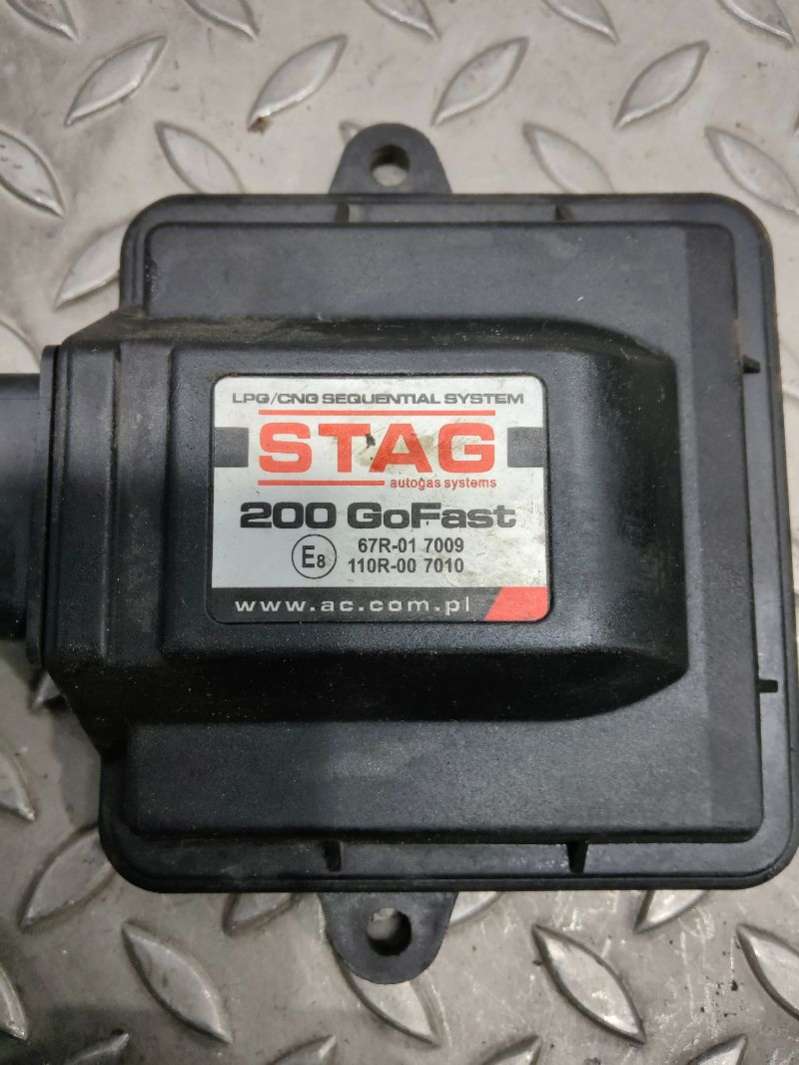 LPG/CNG SEQUENTIAL SYSTEM
STAG
autogas systems
200 GoFast
E8 67R-01 7009
110R-00 7010
www.ac.com.pl